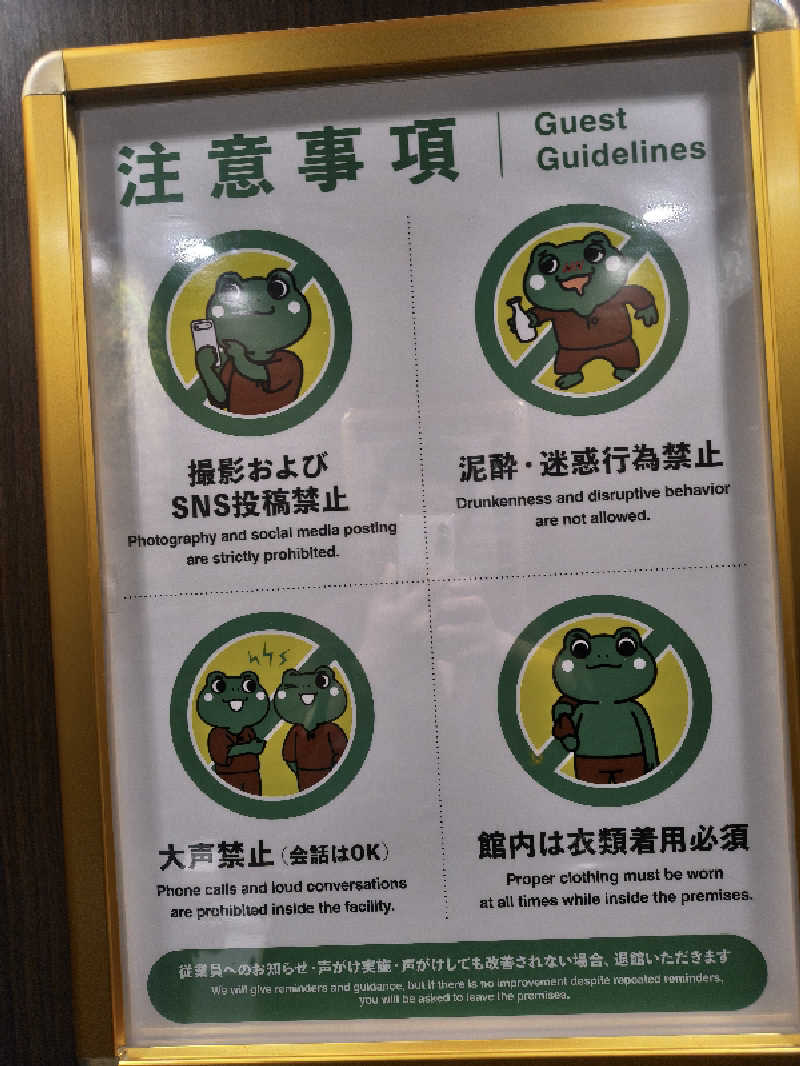 注意事項
Guest
Guidelines
撮影および
SNS投稿禁止
Photography and social media posting
are strictly prohibited.
泥酔・迷惑行為禁止
Drunkenness and disruptive behavior
are not allowed.
大声禁止（会話はOK）
Phone calls and loud conversations
are prohibited inside the facility.
館内は衣類着用必須
Proper clothing must be worn
at all times while inside the premises.
従業員へのお知らせ・声がけ実施・声がけしても改善されない場合、退館いただきます
We will give reminders and guidance, but if there is no improvement despite repeated reminders,
you will be asked to leave the premises.